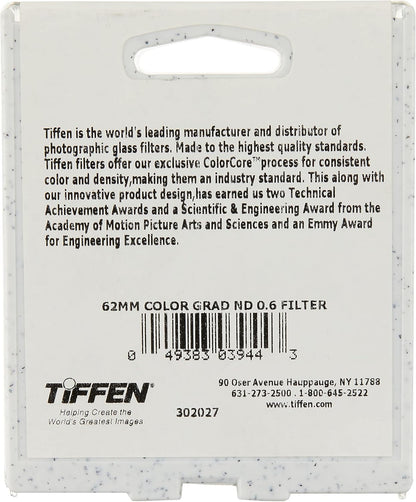 Tiffen is the world's leading manufacturer and distributor of
photographic glass filters. Made to the highest quality standards.
Tiffen filters offer our exclusive ColorCore™process for consistent
color and density,making them an industry standard. This along with
our innovative product design,has earned us two Technical
Achievement Awards and a Scientific & Engineering Award from the
Academy of Motion Picture Arts and Sciences and an Emmy Award
for Engineering Excellence.
62MM COLOR GRAD ND 0.6 FILTER
0 49383 03944 3
TIFFEN®
Helping Create the
World's Greatest Images
302027
90 Oser Avenue Hauppauge, NY 11788
631-273-2500 . 1-800-645-2522
www.tiffen.com